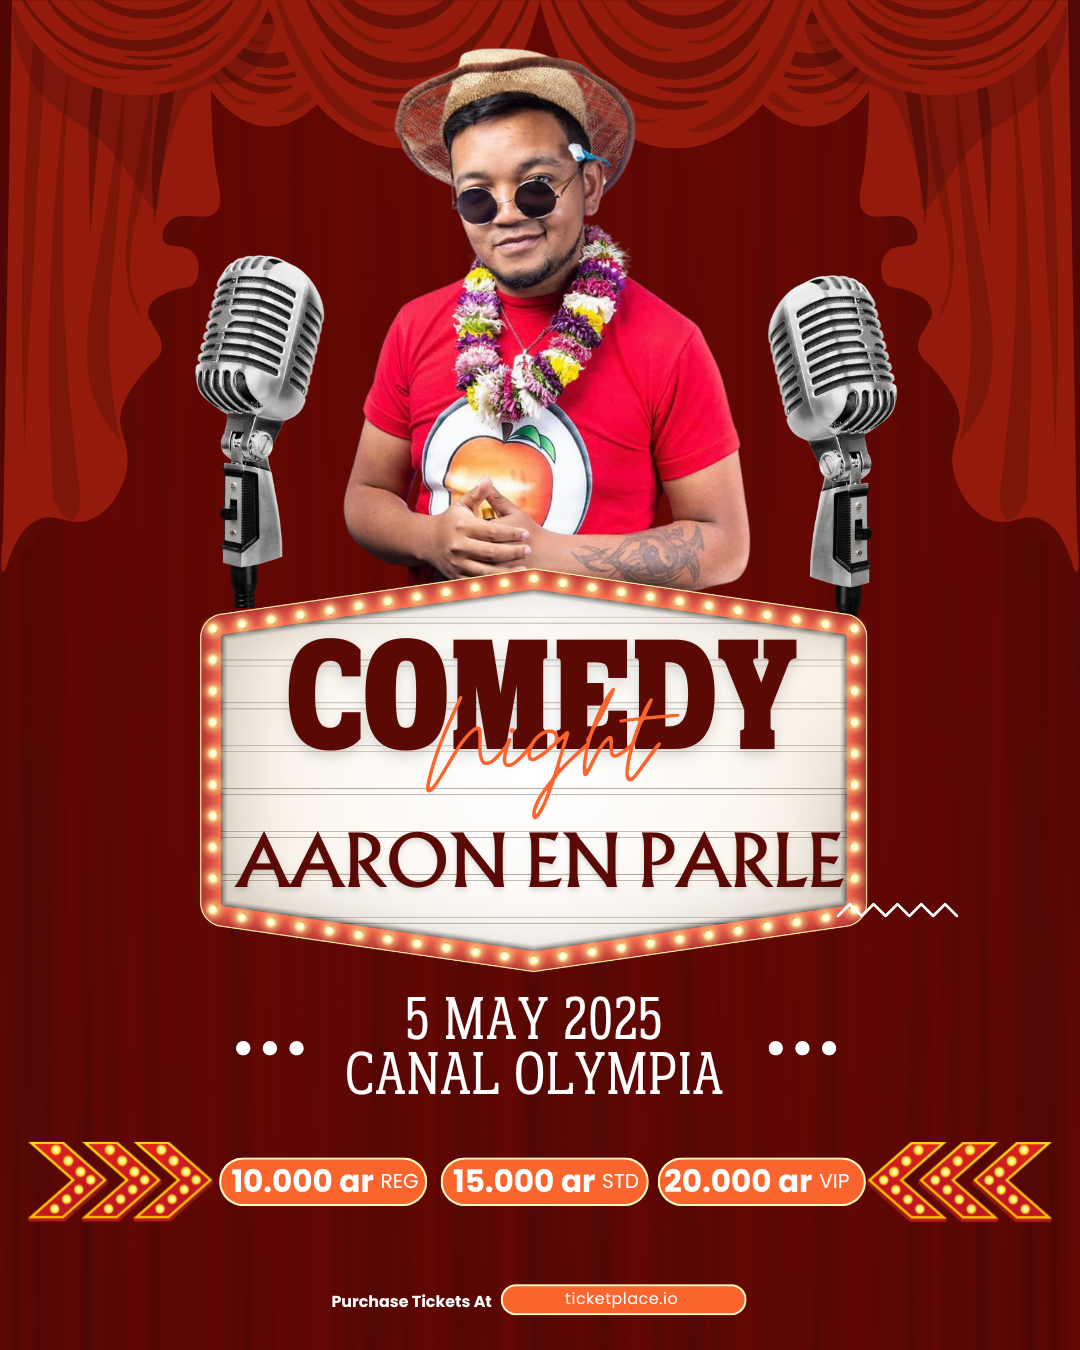 COMEDY
night
AARON EN PARLE
5 MAY 2025
CANAL OLYMPIA
10.000 ar REG
15.000 ar STD
20.000 ar VIP
Purchase Tickets At
ticketplace.io